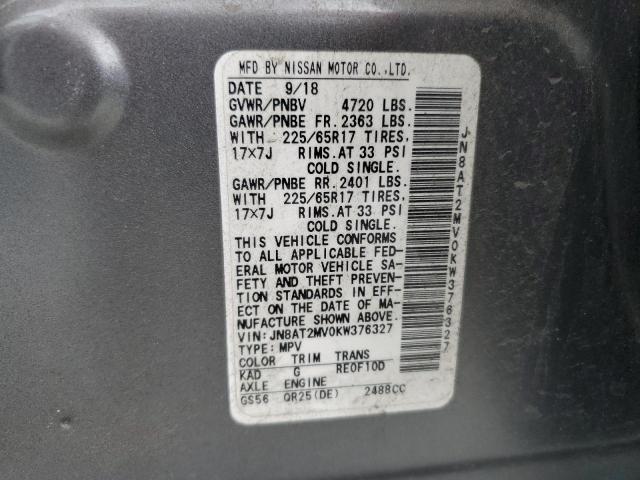 MFD BY NISSAN MOTOR CO.,LTD.
DATE 9/18
GVWR/PNBV 4720 LBS.
GAWR/PNBE FR. 2363 LBS.
WITH 225/65R17 TIRES,
17×7J RIMS.AT 33 PSI
COLD SINGLE.
GAWR/PNBE RR. 2401 LBS.
WITH 225/65R17 TIRES,
17×7J RIMS.AT 33 PSI
COLD SINGLE.
THIS VEHICLE CONFORMS
TO ALL APPLICABLE FED-
ERAL MOTOR VEHICLE SA-
FETY AND THEFT PREVEN-
TION STANDARDS IN EFF-
ECT ON THE DATE OF MA-
NUFACTURE SHOWN ABOVE.
VIN:JN8AT2MV0KW376327
TYPE:MPV
COLOR TRIM TRANS
KAD G RE0F10D
AXLE ENGINE
GS56 QR25(DE) 2488CC
JN8AT2MV0KW376327